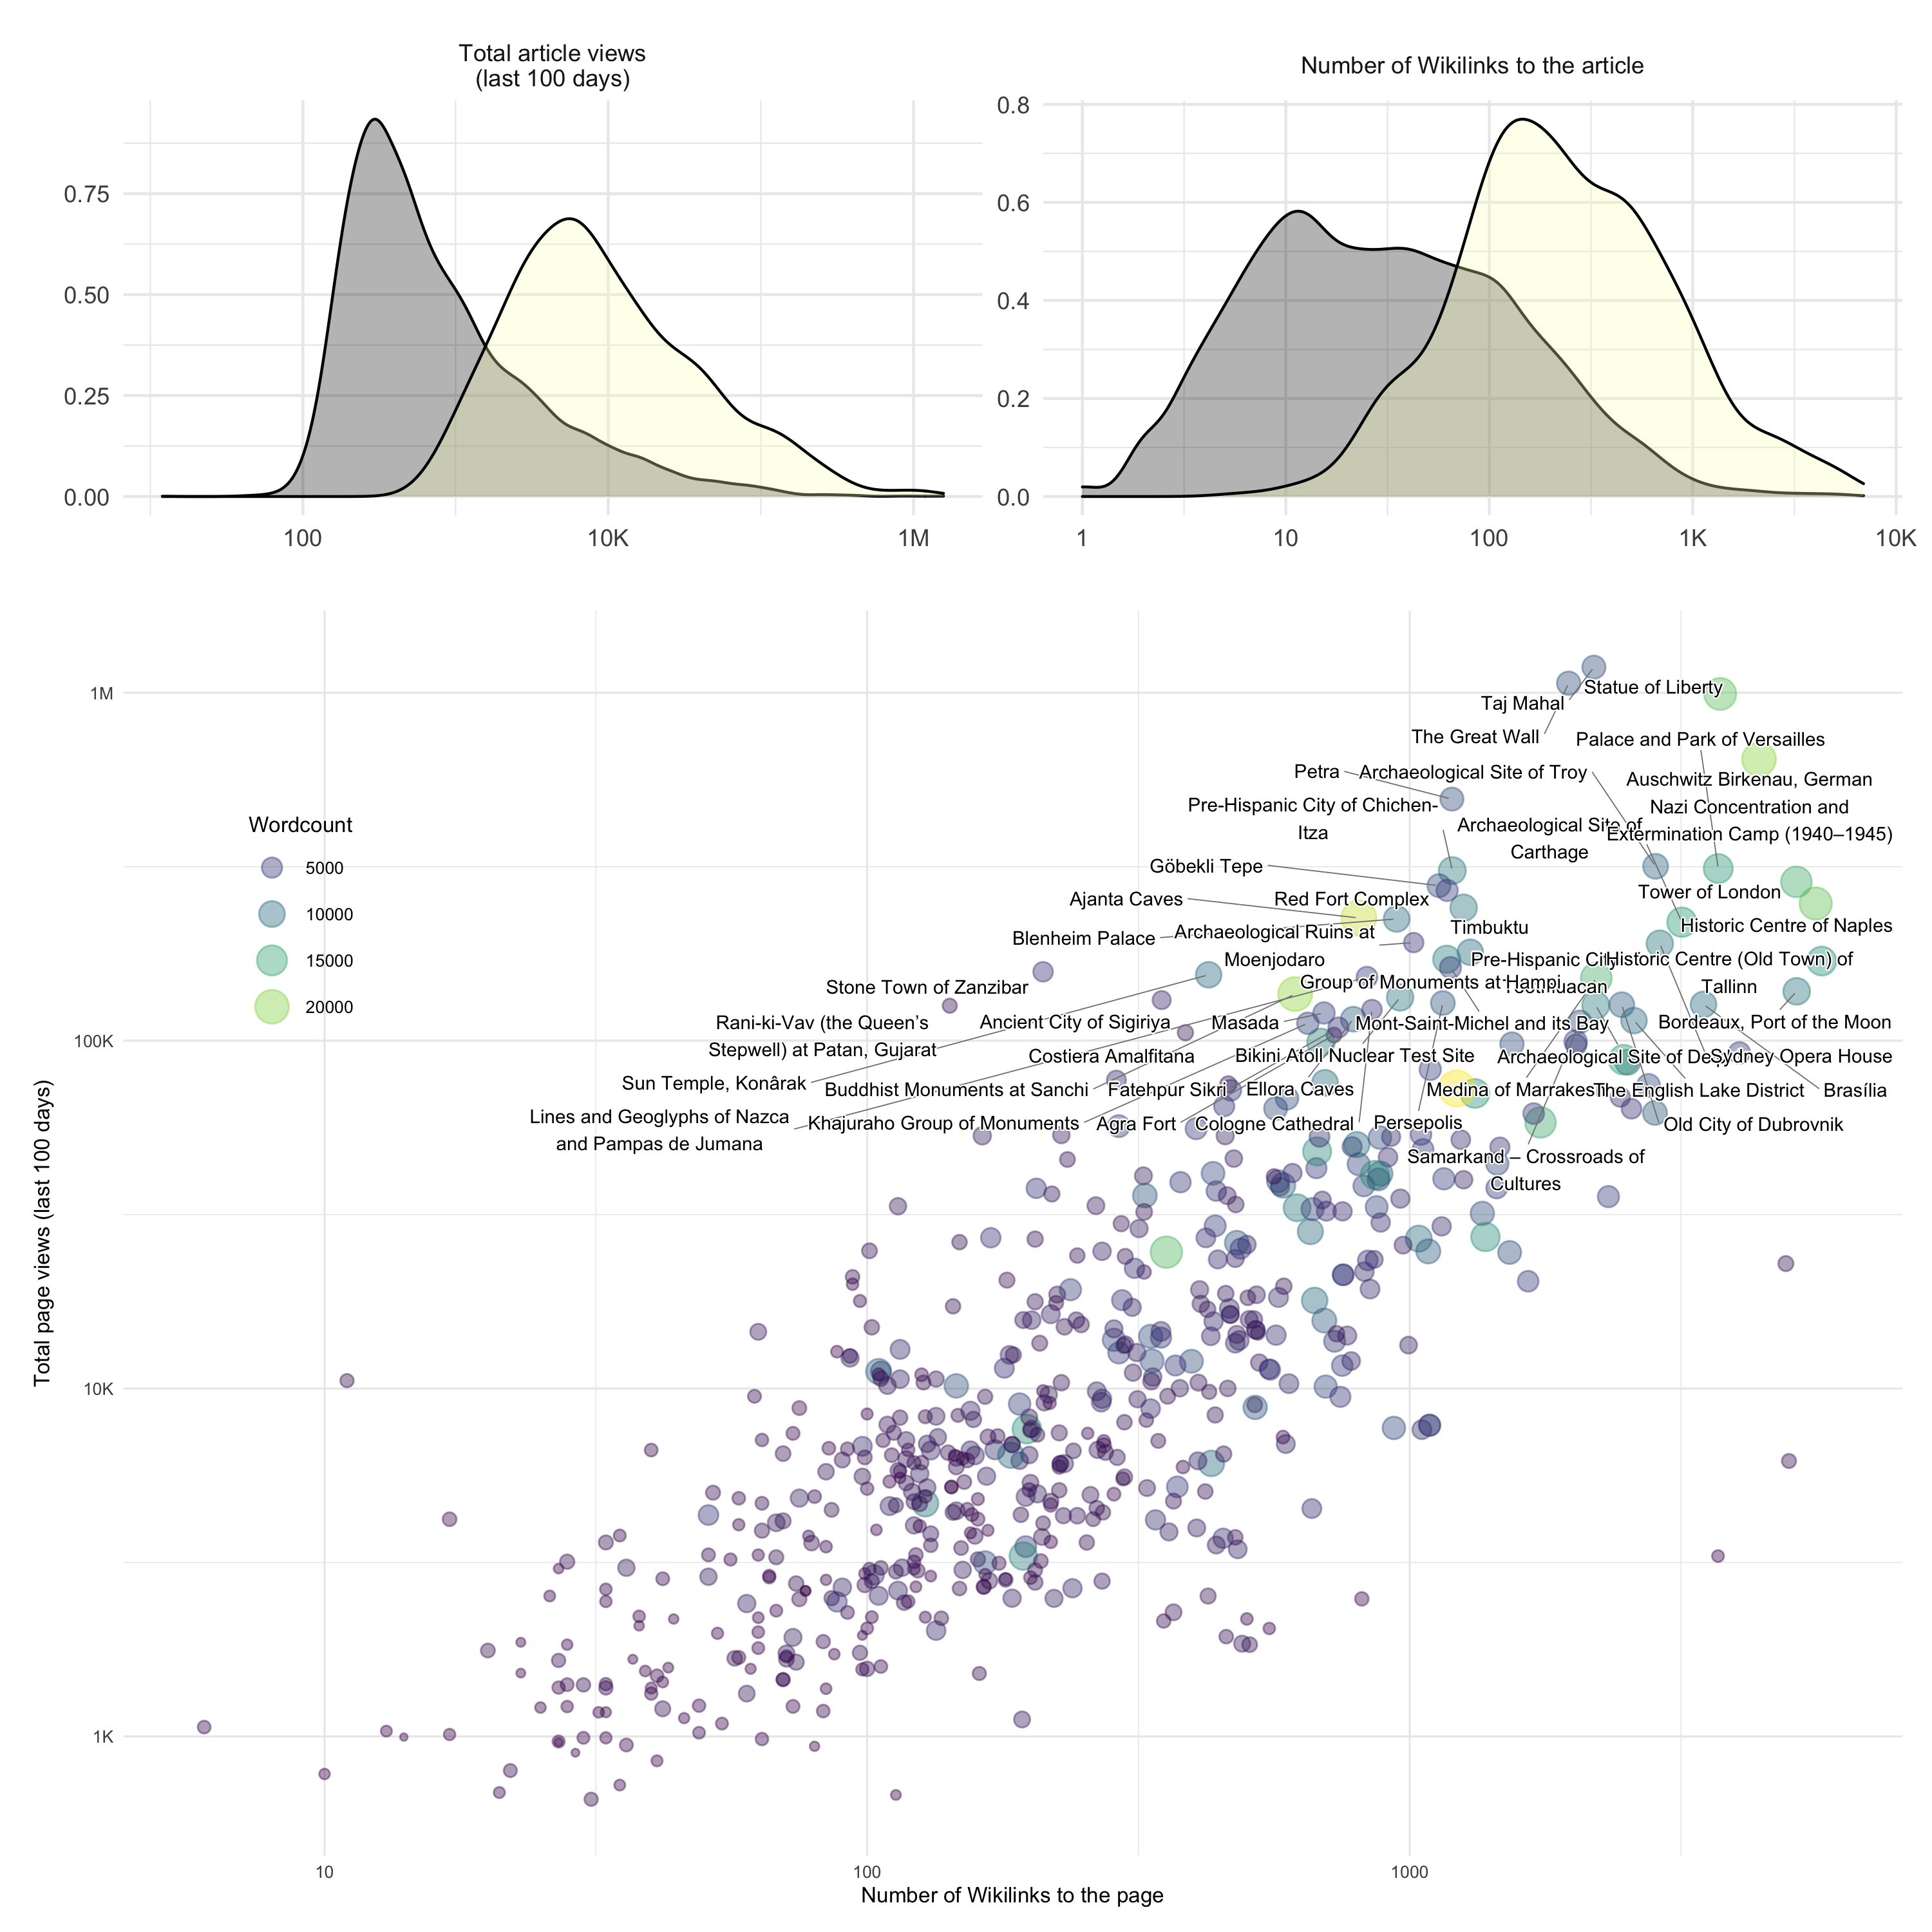 Total article views
(last 100 days)
Number of Wikilinks to the article
0.75
0.50
0.25
0.00
100
10K
1M
0.8
0.6
0.4
0.2
0.0
1
10
100
1K
10K
Total page views (last 100 days)
1M
100K
10K
1K
Wordcount
5000
10000
15000
20000
Statue of Liberty
Taj Mahal
The Great Wall
Palace and Park of Versailles
Petra
Archaeological Site of Troy
Auschwitz Birkenau, German
Nazi Concentration and
Extermination Camp (1940–1945)
Pre-Hispanic City of Chichen-
Itza
Archaeological Site of
Carthage
Göbekli Tepe
Tower of London
Ajanta Caves
Red Fort Complex
Historic Centre of Naples
Timbuktu
Blenheim Palace
Archaeological Ruins at
Moenjodaro
Pre-Hispanic City
Historic Centre (Old Town) of
Tallinn
Stone Town of Zanzibar
Group of Monuments at Hampi
Rani-ki-Vav (the Queen's
Stepwell) at Patan, Gujarat
Ancient City of Sigiriya
Masada
Mont-Saint-Michel and its Bay
Bordeaux, Port of the Moon
Costiera Amalfitana
Bikini Atoll Nuclear Test Site
Archaeological Site of
Sydney Opera House
Sun Temple, Konârak
Buddhist Monuments at Sanchi
Fatehpur Sikri
Ellora Caves
Medina of
The English Lake District
Brasília
Lines and Geoglyphs of Nazca
and Pampas de Jumana
Khajuraho Group of Monuments
Agra Fort
Cologne Cathedral
Persepolis
Old City of Dubrovnik
Samarkand – Crossroads of
Cultures
10
100
1000
Number of Wikilinks to the page